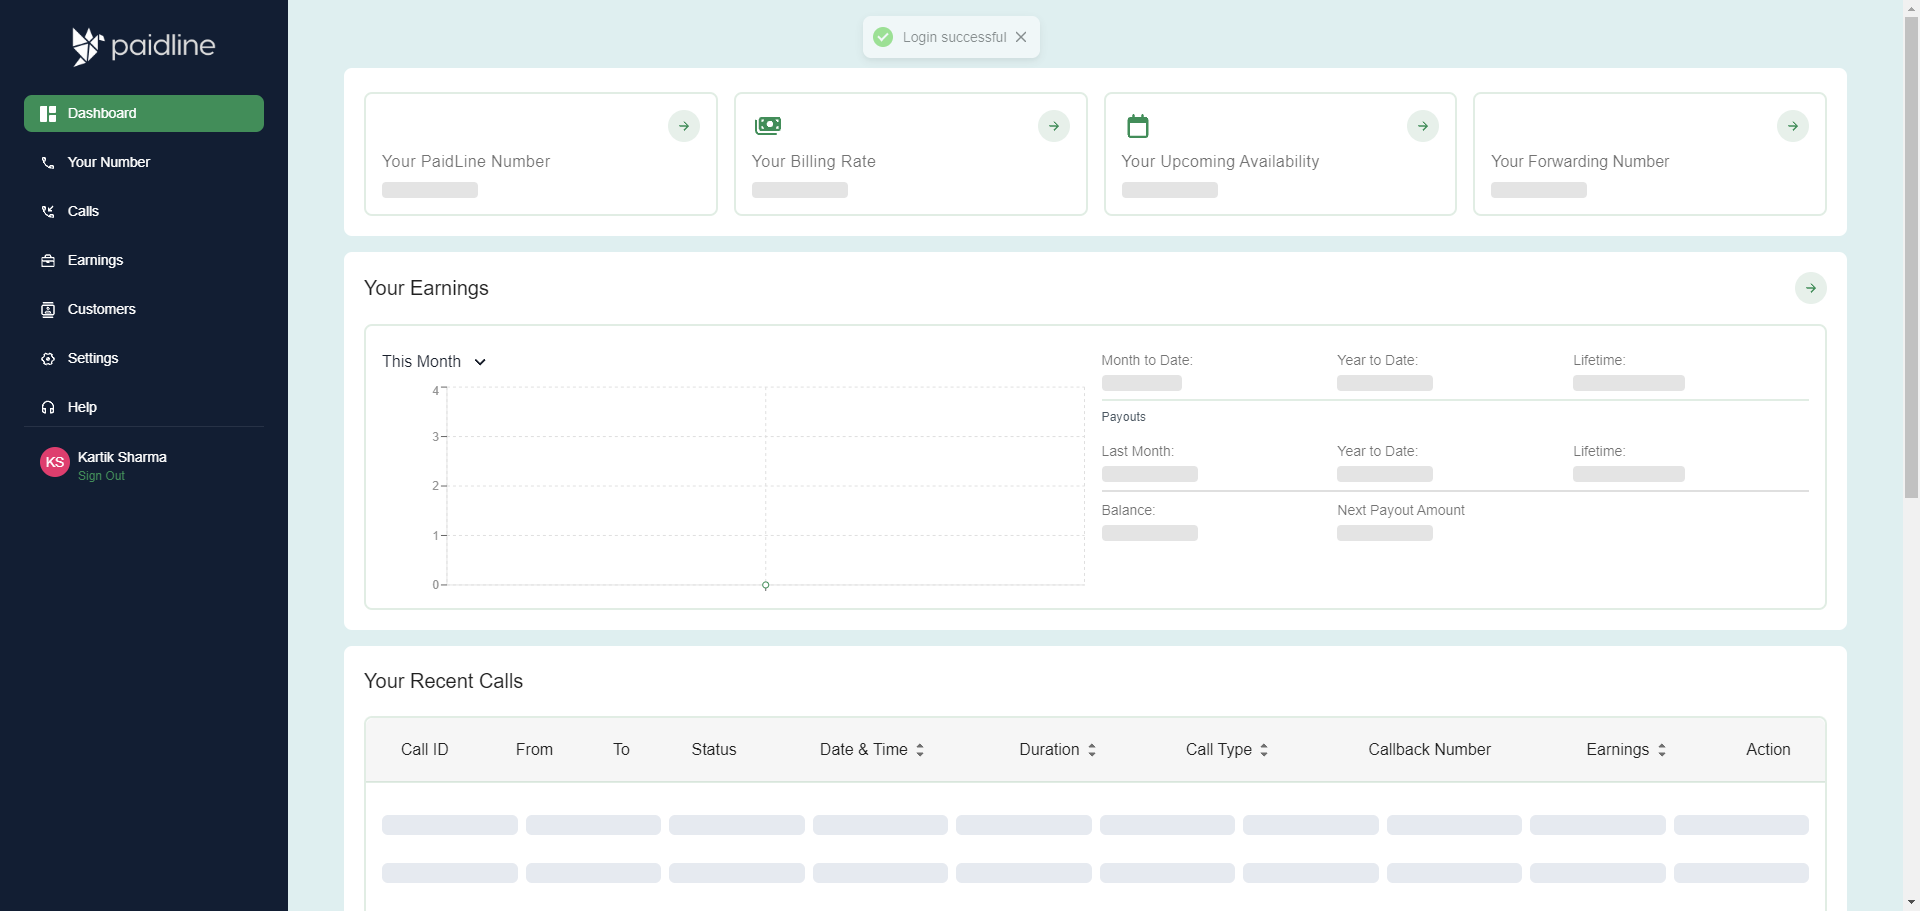 paidline
Dashboard
Your Number
Calls
Earnings
Customers
Settings
Help
KS
Kartik Sharma
Sign Out
Login successful
Your PaidLine Number
Your Billing Rate
Your Upcoming Availability
Your Forwarding Number
Your Earnings
This Month
4
3
2
1
0
Month to Date:
Year to Date:
Lifetime:
Payouts
Last Month:
Year to Date:
Lifetime:
Balance:
Next Payout Amount
Your Recent Calls
Call ID
From
To
Status
Date & Time
Duration
Call Type
Callback Number
Earnings
Action